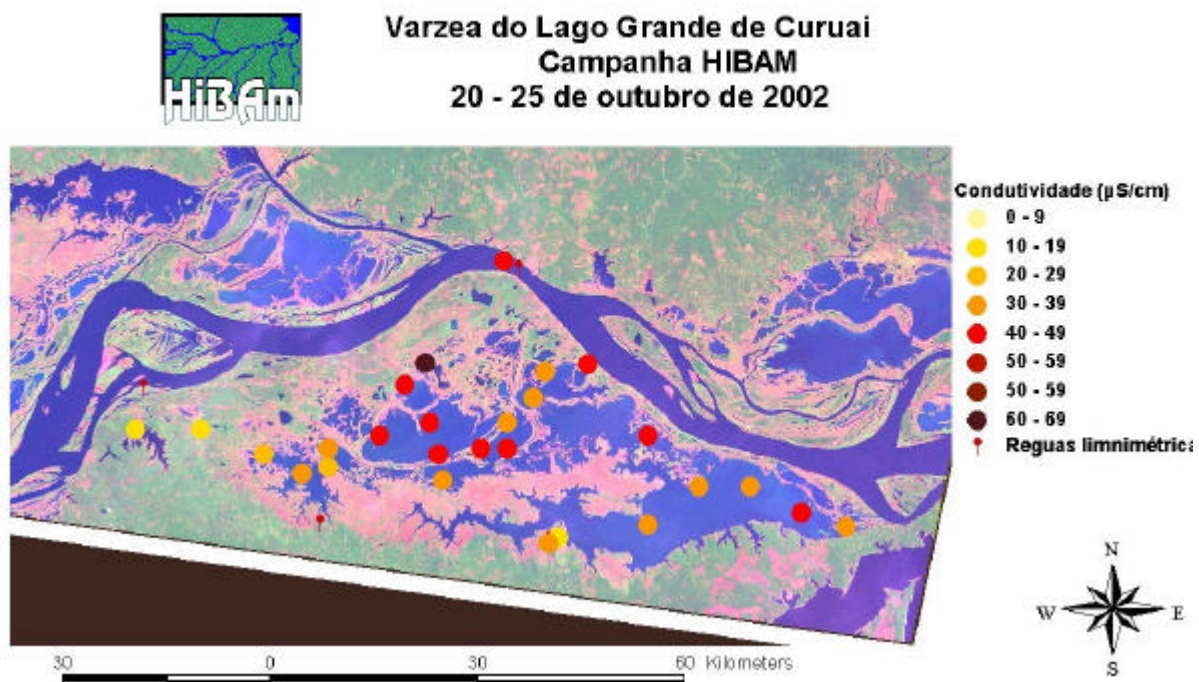 Varzea do Lago Grande de Curuai
Campanha HIBAM
20 - 25 de outubro de 2002
HiBAm
Condutividade (µS/cm)
0 - 9
10 - 19
20 - 29
30 - 39
40 - 49
50 - 59
50 - 59
60 - 69
Reguas limnimétrica
N
W E
S
30 0 30 60 Kilometers